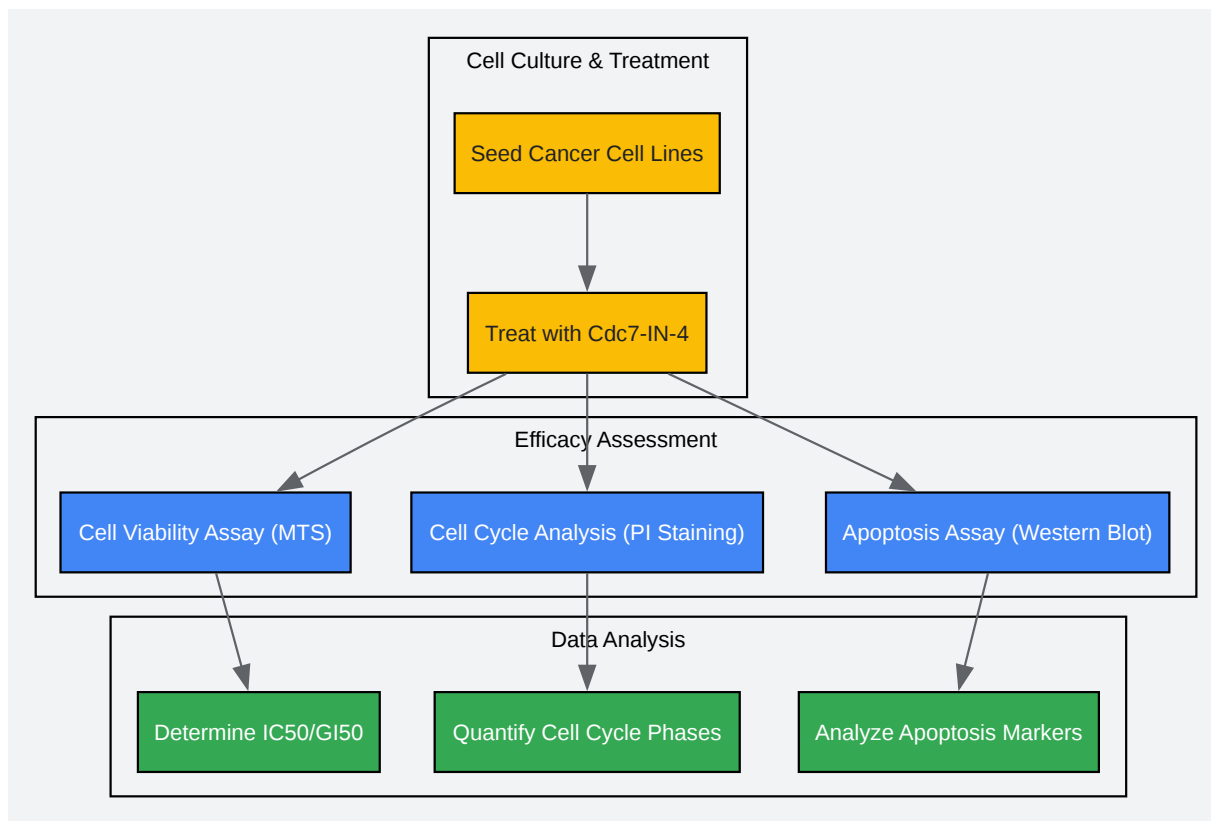 Cell Culture & Treatment
Seed Cancer Cell Lines
Treat with Cdc7-IN-4
Efficacy Assessment
Cell Viability Assay (MTS)
Cell Cycle Analysis (PI Staining)
Apoptosis Assay (Western Blot)
Data Analysis
Determine IC50/GI50
Quantify Cell Cycle Phases
Analyze Apoptosis Markers